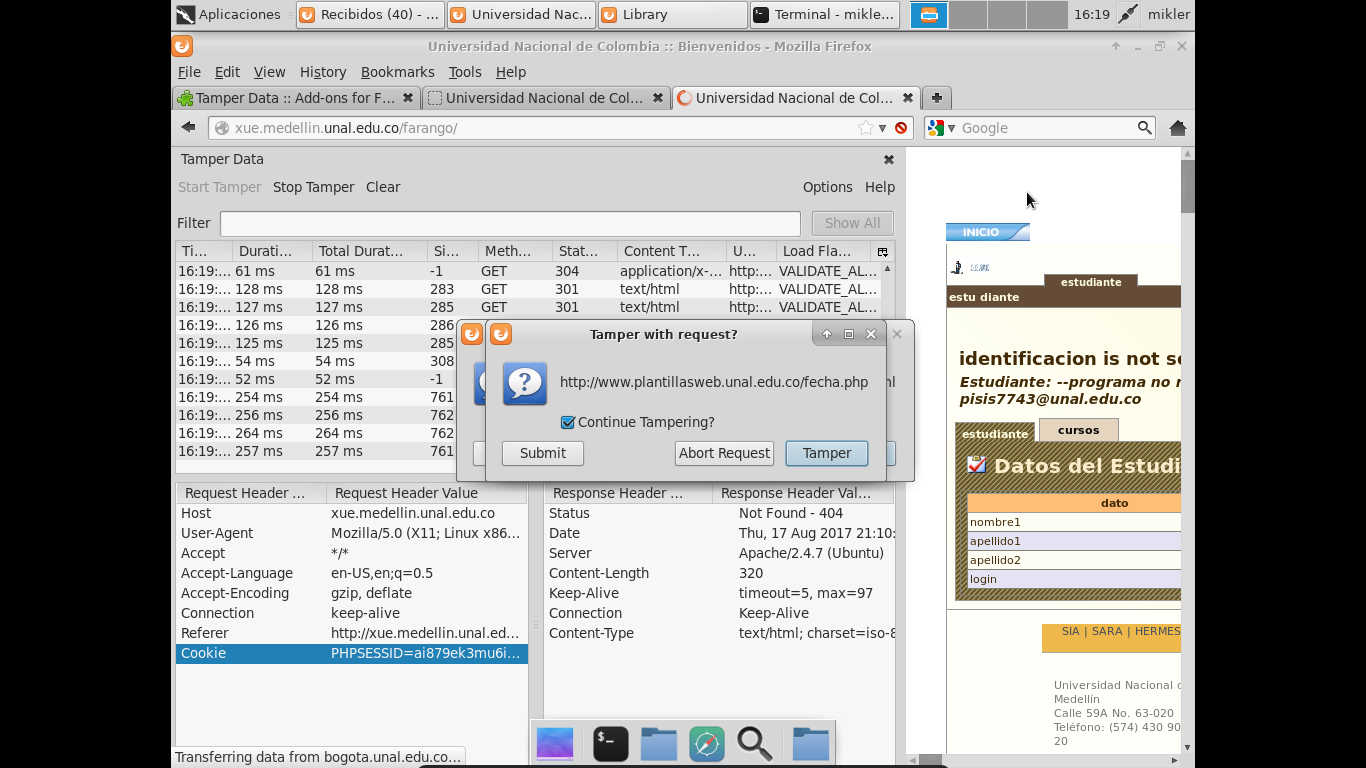 Aplicaciones
Recibidos (40) - ...
Universidad Nac...
Library
Terminal - mikle...
16:19
mikler
Universidad Nacional de Colombia :: Bienvenidos - Mozilla Firefox
File Edit View History Bookmarks Tools Help
Tamper Data :: Add-ons for F...
Universidad Nacional de Col...
Universidad Nacional de Col...
xue.medellin.unal.edu.co/farango/
Google
Tamper Data
Start Tamper Stop Tamper Clear Options Help
Filter Show All
Ti... Durati... Total Durat... Si... Meth... Stat... Content T... U... Load Fla...
16:19:... 61 ms 61 ms -1 GET 304 application/x-... http:... VALIDATE_AL...
16:19:... 128 ms 128 ms 283 GET 301 text/html http:... VALIDATE_AL...
16:19:... 127 ms 127 ms 285 GET 301 text/html http:... VALIDATE_AL...
16:19:... 126 ms 126 ms 286
16:19:... 125 ms 125 ms 285
16:19:... 54 ms 54 ms 308
16:19:... 52 ms 52 ms -1
16:19:... 254 ms 254 ms 761
16:19:... 256 ms 256 ms 762
16:19:... 264 ms 264 ms 762
16:19:... 257 ms 257 ms 761
Tamper with request?
http://www.plantillasweb.unal.edu.co/fecha.php
Continue Tampering?
Submit Abort Request Tamper
Request Header ... Request Header Value
Host xue.medellin.unal.edu.co
User-Agent Mozilla/5.0 (X11; Linux x86...
Accept */*
Accept-Language en-US,en;q=0.5
Accept-Encoding gzip, deflate
Connection keep-alive
Referer http://xue.medellin.unal.ed...
Cookie PHPSESSID=ai879ek3mu6i...
Response Header ... Response Header Val...
Status Not Found - 404
Date Thu, 17 Aug 2017 21:10:
Server Apache/2.4.7 (Ubuntu)
Content-Length 320
Keep-Alive timeout=5, max=97
Connection Keep-Alive
Content-Type text/html; charset=iso-8
INICIO
estudiante
estu diante
identificacion is not s
Estudiante: --programa no r
pisis7743@unal.edu.co
estudiante cursos
Datos del Estudi
dato
nombre1
apellido1
apellido2
login
SIA | SARA | HERMES
Universidad Nacional
Medellín
Calle 59A No. 63-020
Teléfono: (574) 430 90
20
Transferring data from bogota.unal.edu.co...